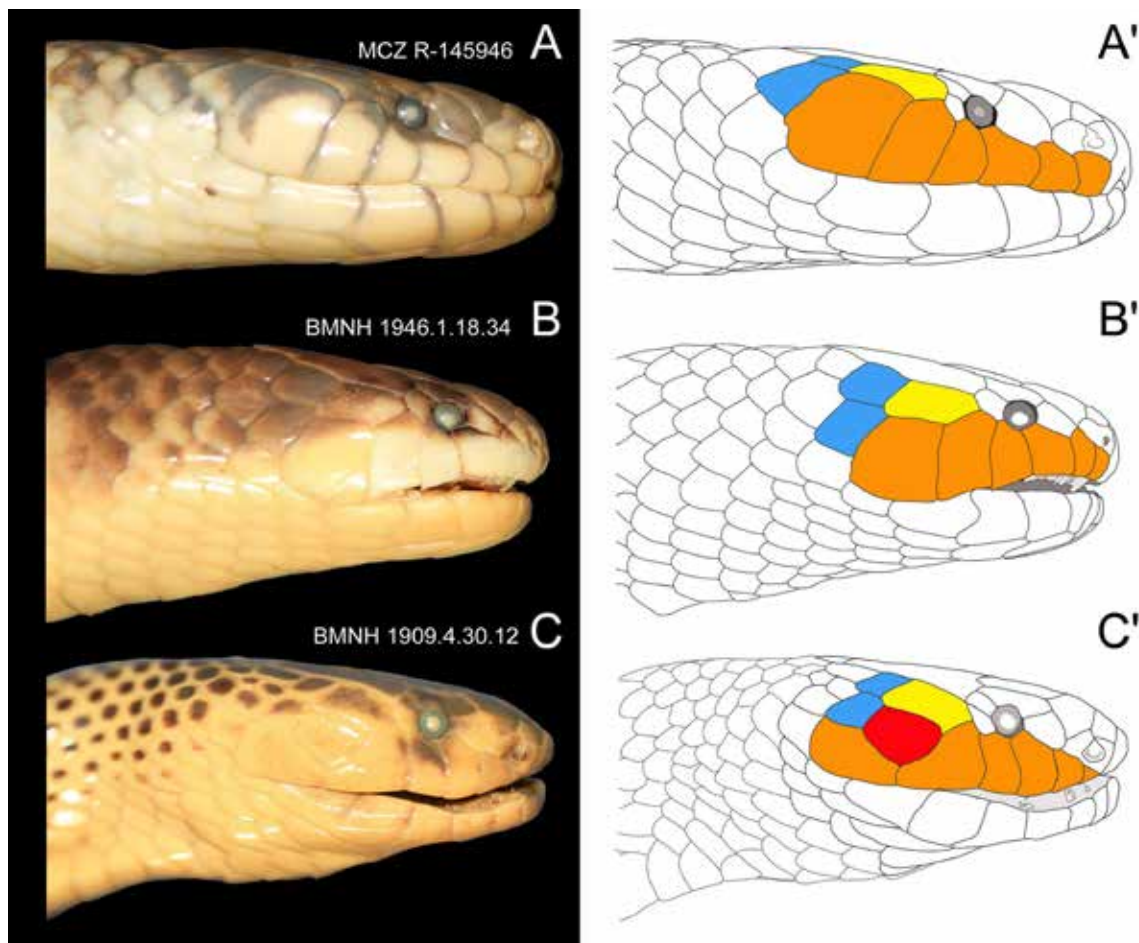 MCZ R-145946 A
A'
BMNH 1946.1.18.34 B
B'
BMNH 1909.4.30.12 C
C'